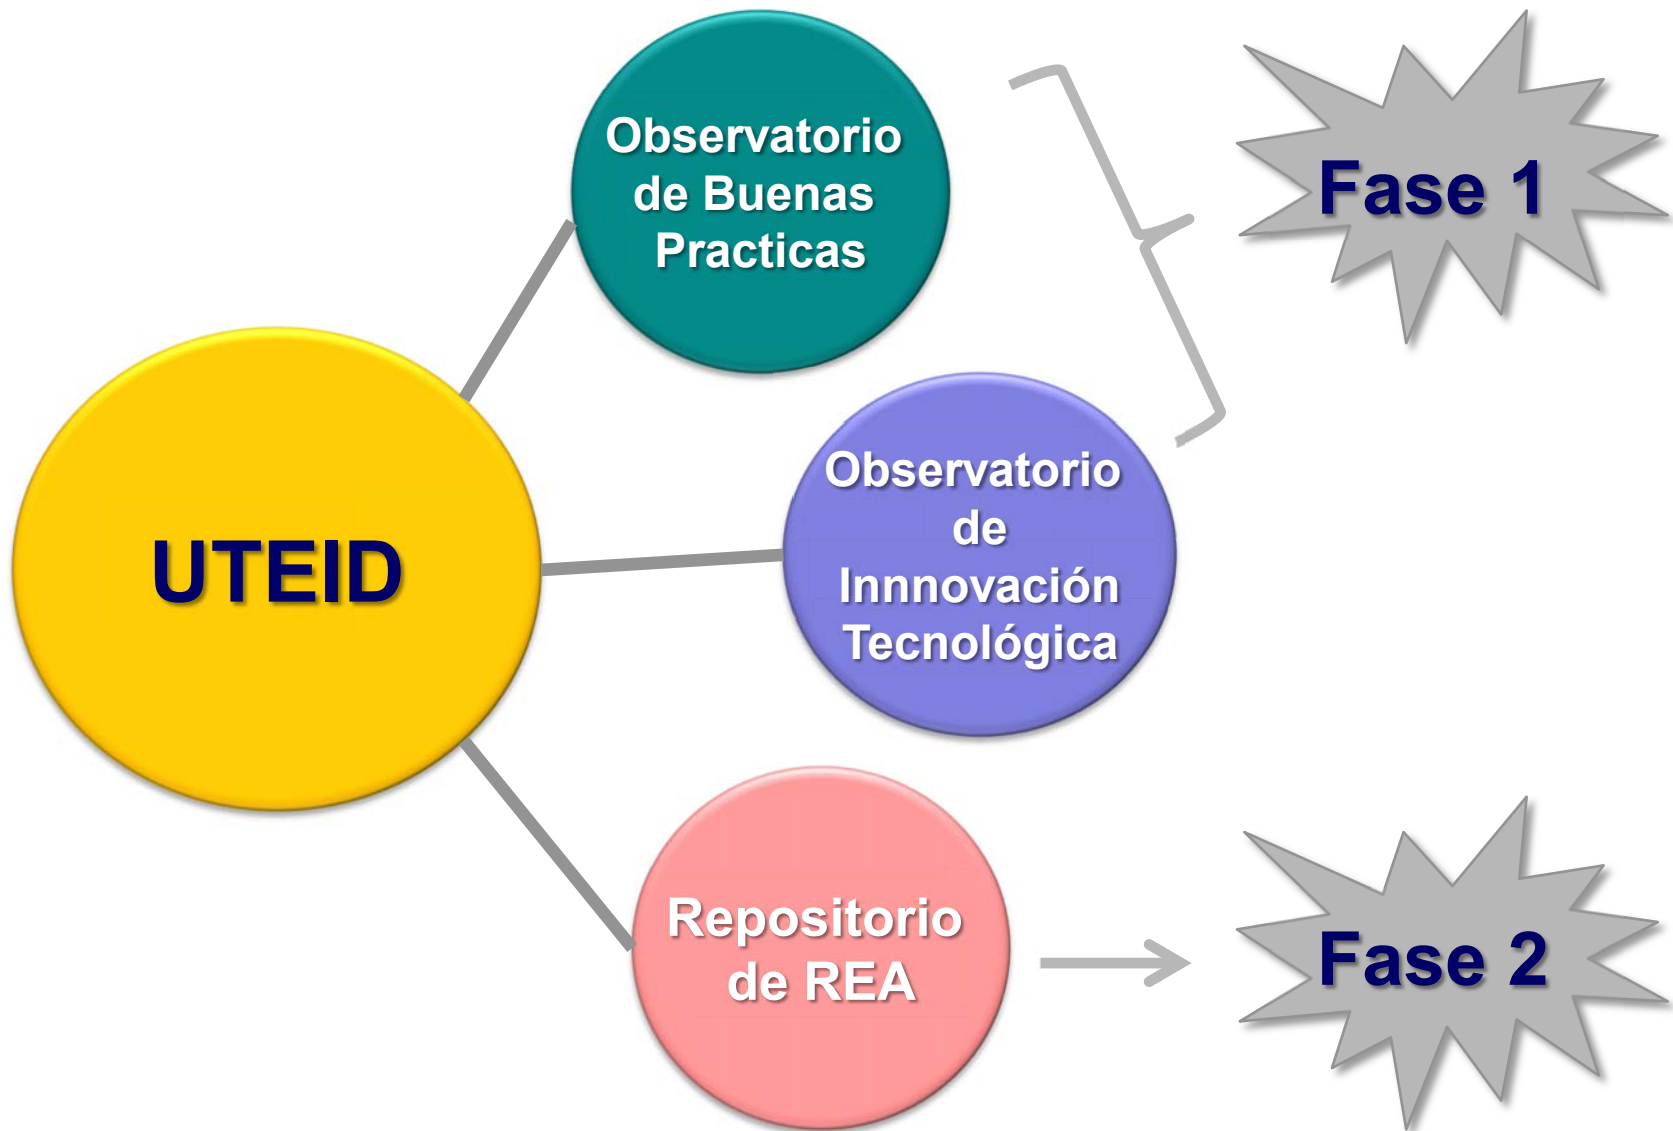 Observatorio
de Buenas
Practicas
Fase 1
UTEID
Observatorio
de
Innnovación
Tecnológica
Repositorio
de REA
Fase 2